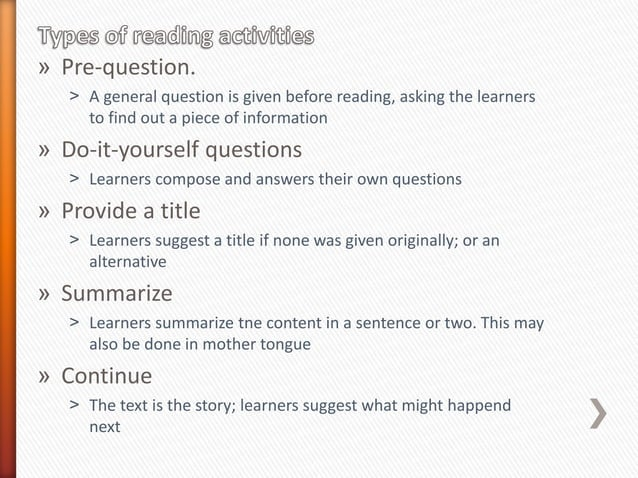 Types of reading activities
» Pre-question.
> A general question is given before reading, asking the learners
to find out a piece of information
» Do-it-yourself questions
> Learners compose and answers their own questions
» Provide a title
> Learners suggest a title if none was given originally; or an
alternative
» Summarize
> Learners summarize tne content in a sentence or two. This may
also be done in mother tongue
» Continue
> The text is the story; learners suggest what might happend
next